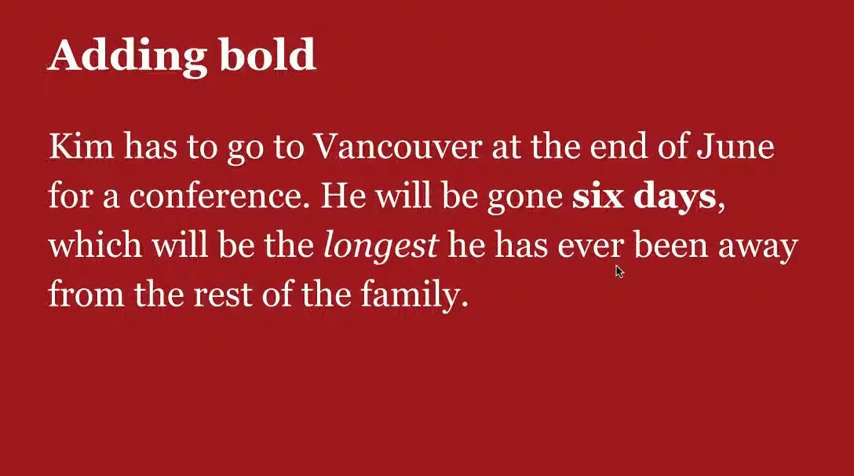 Adding bold
Kim has to go to Vancouver at the end of June
for a conference. He will be gone six days,
which will be the longest he has ever been away
from the rest of the family.